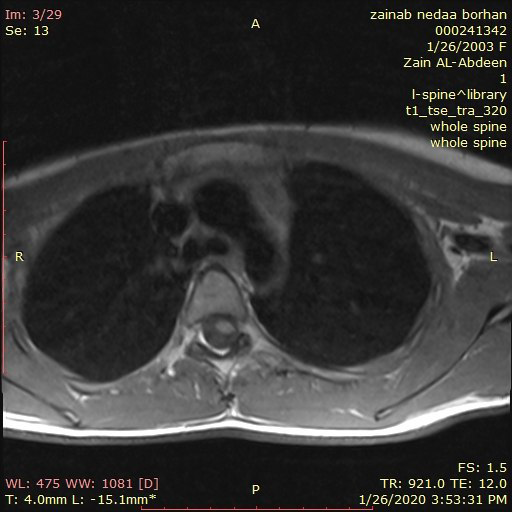 Im: 3/29
Se: 13
A
zainab nedaa borhan
000241342
1/26/2003 F
Zain AL-Abdeen
1
l-spine^library
t1_tse_tra_320
whole spine
whole spine
R
L
WL: 475 WW: 1081 [D]
T: 4.0mm L: -15.1mm*
P
FS: 1.5
TR: 921.0 TE: 12.0
1/26/2020 3:53:31 PM